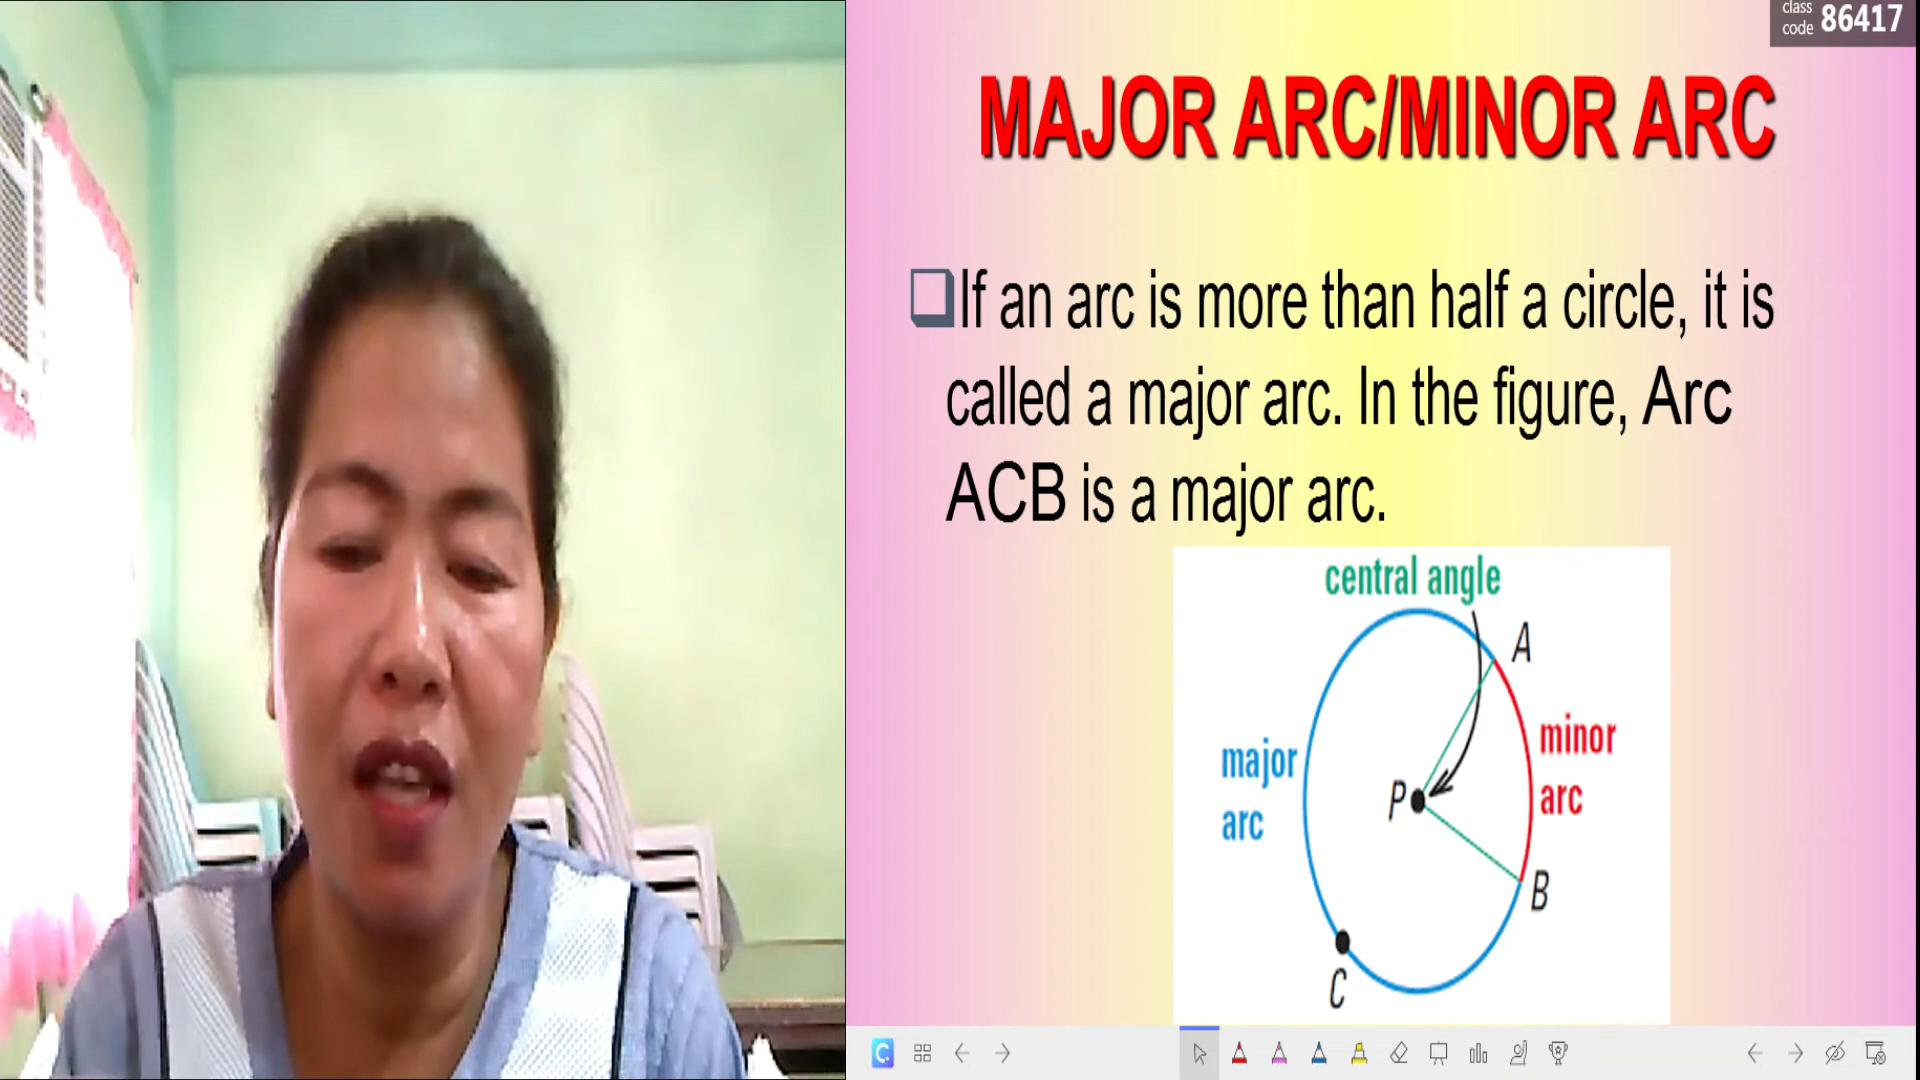 class
code 86417
MAJOR ARC/MINOR ARC
If an arc is more than half a circle, it is
called a major arc. In the figure, Arc
ACB is a major arc.
central angle
A
major
arc
minor
arc
P
B
C
C